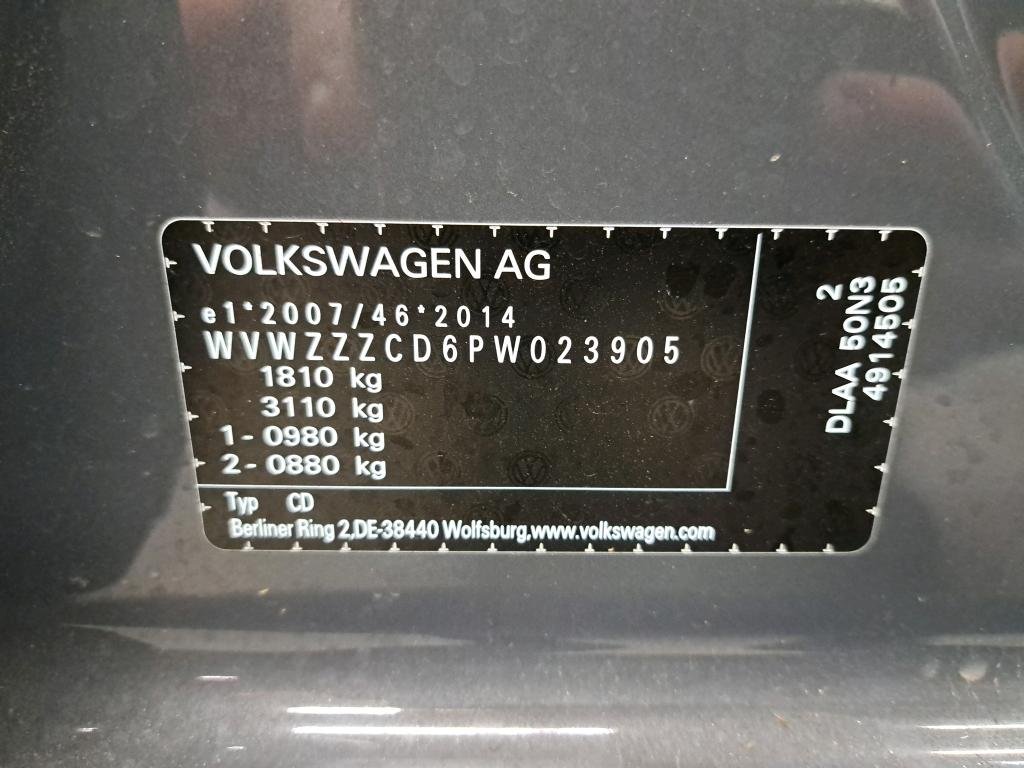 VOLKSWAGEN AG
e1*2007/46*2014
WVWZZZCD6PW023905
1810 kg
3110 kg
1- 0980 kg
2- 0880 kg
Typ CD
Berliner Ring 2,DE-38440 Wolfsburg,www.volkswagen.com
2
DLAA 50N3
4914505